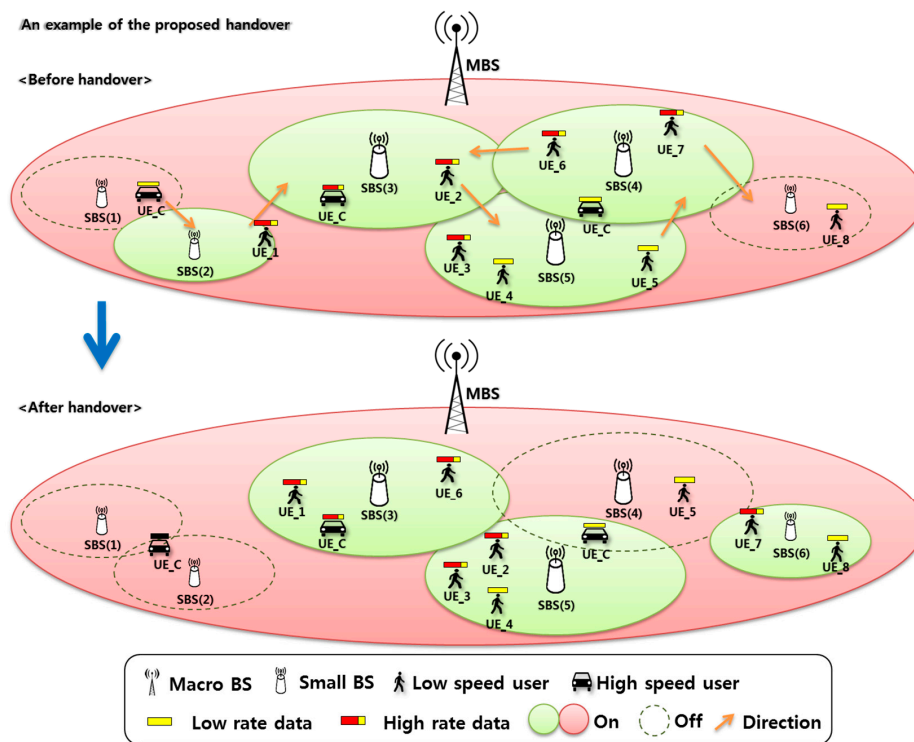 An example of the proposed handover
<Before handover>
MBS
UE_7
UE_6
SBS(3)
SBS(4)
UE_2
SBS(1)
UE_C
UE_C
UE_C
SBS(6)
UE_8
UE_1
SBS(2)
UE_3
SBS(5)
UE_5
UE_4
MBS
<After handover>
UE_6
SBS(3)
UE_1
SBS(4)
UE_5
SBS(1)
UE_C
UE_C
UE_7
SBS(6)
UE_2
UE_8
UE_C
SBS(2)
UE_3
SBS(5)
UE_4
Macro BS Small BS Low speed user High speed user
Low rate data High rate data On Off Direction